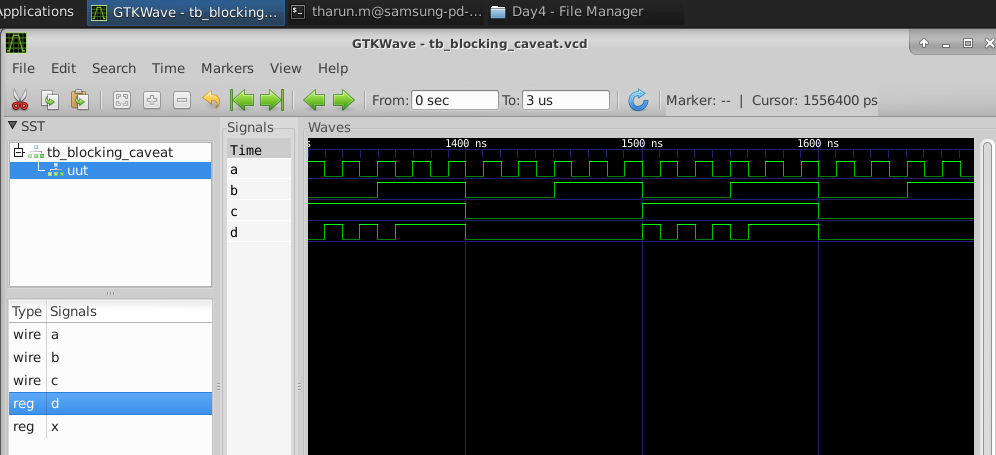 Applications GTKWave - tb_blocking... tharun.m@samsung-pd-... Day4 - File Manager
GTKWave - tb_blocking_caveat.vcd
File Edit Search Time Markers View Help
From: 0 sec To: 3 us Marker: -- | Cursor: 1556400 ps
SST Signals Waves
tb_blocking_caveat
uut
Time
s 1400 ns 1500 ns 1600 ns
a
b
c
d
Type Signals
wire a
wire b
wire c
reg d
reg x